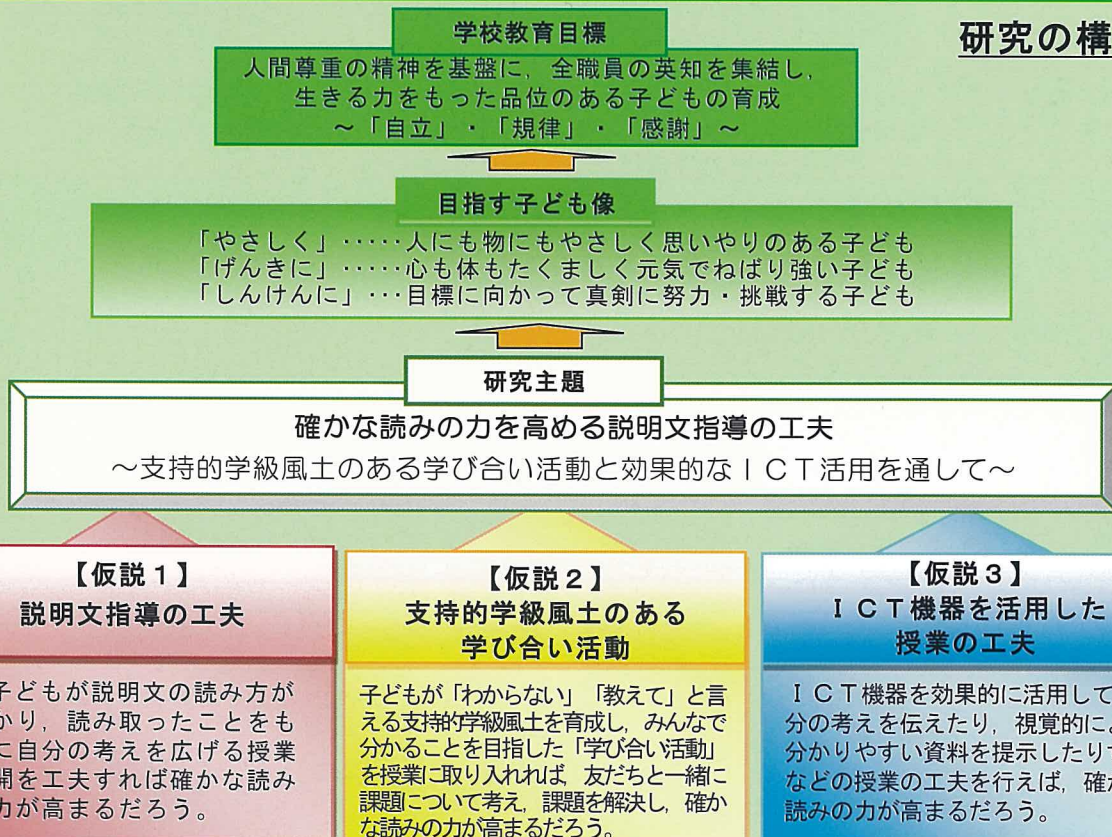 研究の構
学校教育目標
人間尊重の精神を基盤に，全職員の英知を集結し，
生きる力をもった品位のある子どもの育成
～「自立」・「規律」・「感謝」～
目指す子ども像
「やさしく」‥‥‥人にも物にもやさしく思いやりのある子ども
「げんきに」‥‥‥心も体もたくましく元気でねばり強い子ども
「しんけんに」‥･目標に向かって真剣に努力・挑戦する子ども
研究主題
確かな読みの力を高める説明文指導の工夫
～支持的学級風土のある学び合い活動と効果的なＩＣＴ活用を通して～
【仮説１】
説明文指導の工夫
子どもが説明文の読み方が
かり，読み取ったことをも
に自分の考えを広げる授業
開を工夫すれば確かな読み
力が高まるだろう。
【仮説２】
支持的学級風土のある
学び合い活動
子どもが「わからない」「教えて」と言
える支持的学級風土を育成し，みんなで
分かることを目指した「学び合い活動」
を授業に取り入れれば，友だちと一緒に
課題について考え，課題を解決し，確か
な読みの力が高まるだろう。
【仮説３】
ＩＣＴ機器を活用した
授業の工夫
ＩＣＴ機器を効果的に活用して
分の考えを伝えたり，視覚的に
分かりやすい資料を提示したり
などの授業の工夫を行えば，確
読みの力が高まるだろう。